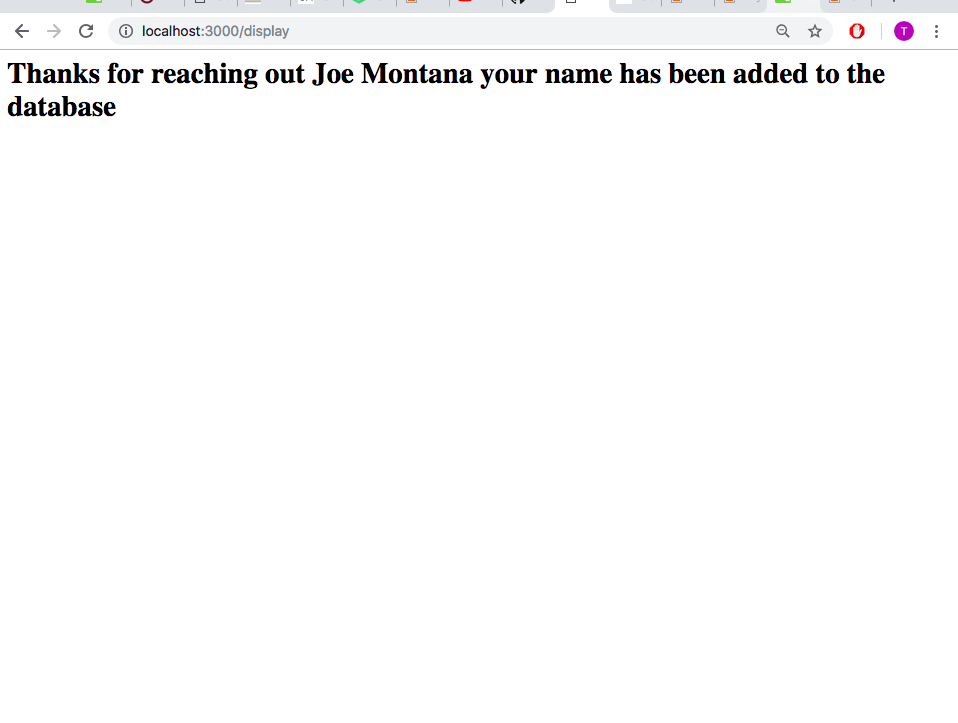 localhost:3000/display
T
Thanks for reaching out Joe Montana your name has been added to the
database